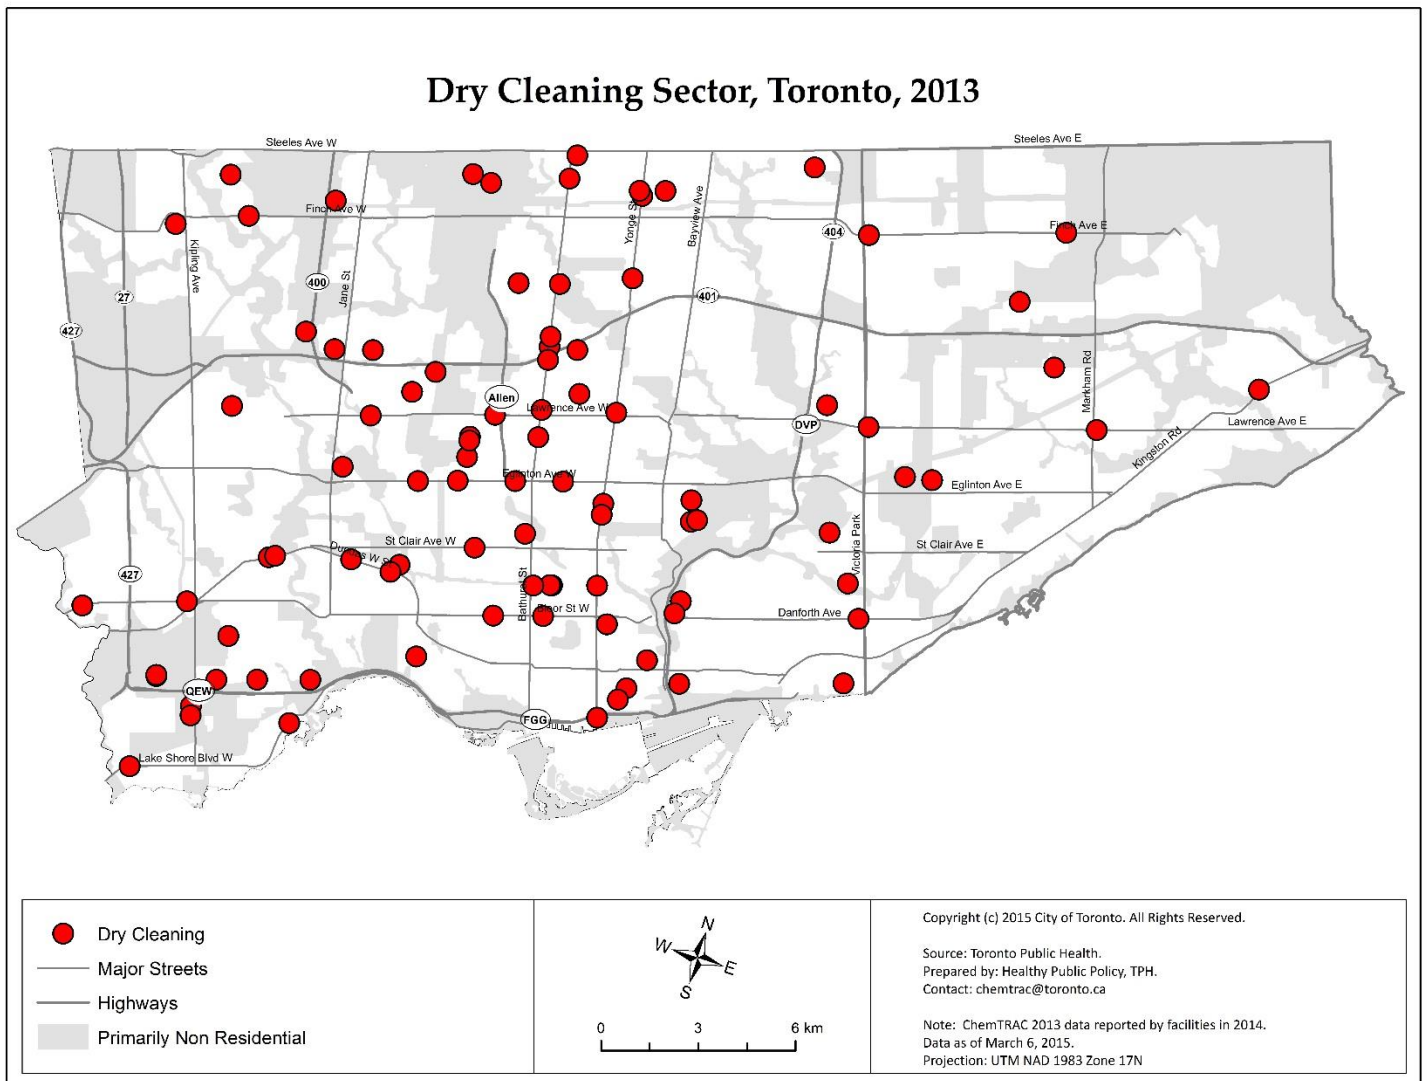 Dry Cleaning Sector, Toronto, 2013
Steeles Ave W
Steeles Ave E
Finch Ave W
Finch Ave E
Kipling Ave
Jane St
Yonge St
Bayview Ave
404
400
401
27
427
Markham Rd
Allen
Lawrence Ave W
DVP
Lawrence Ave E
Kingston Rd
Eglinton Ave W
Eglinton Ave E
Victoria Park
St Clair Ave W
St Clair Ave E
Dundas W St
427
Bathurst St
Bloor St W
Danforth Ave
QEW
FGG
Lake Shore Blvd W
Dry Cleaning
Major Streets
Highways
Primarily Non Residential
N
W
E
S
0 3 6 km
Copyright (c) 2015 City of Toronto. All Rights Reserved.
Source: Toronto Public Health.
Prepared by: Healthy Public Policy, TPH.
Contact: chemtrac@toronto.ca
Note: ChemTRAC 2013 data reported by facilities in 2014.
Data as of March 6, 2015.
Projection: UTM NAD 1983 Zone 17N